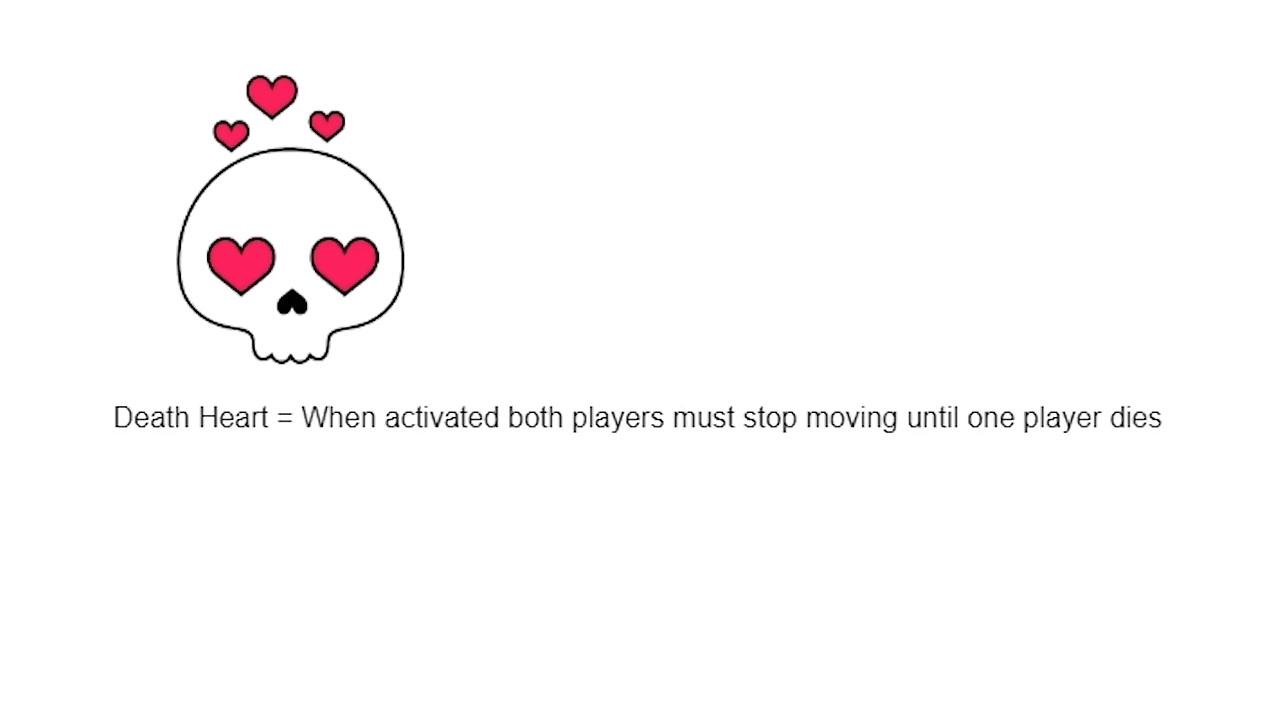 Death Heart = When activated both players must stop moving until one player dies